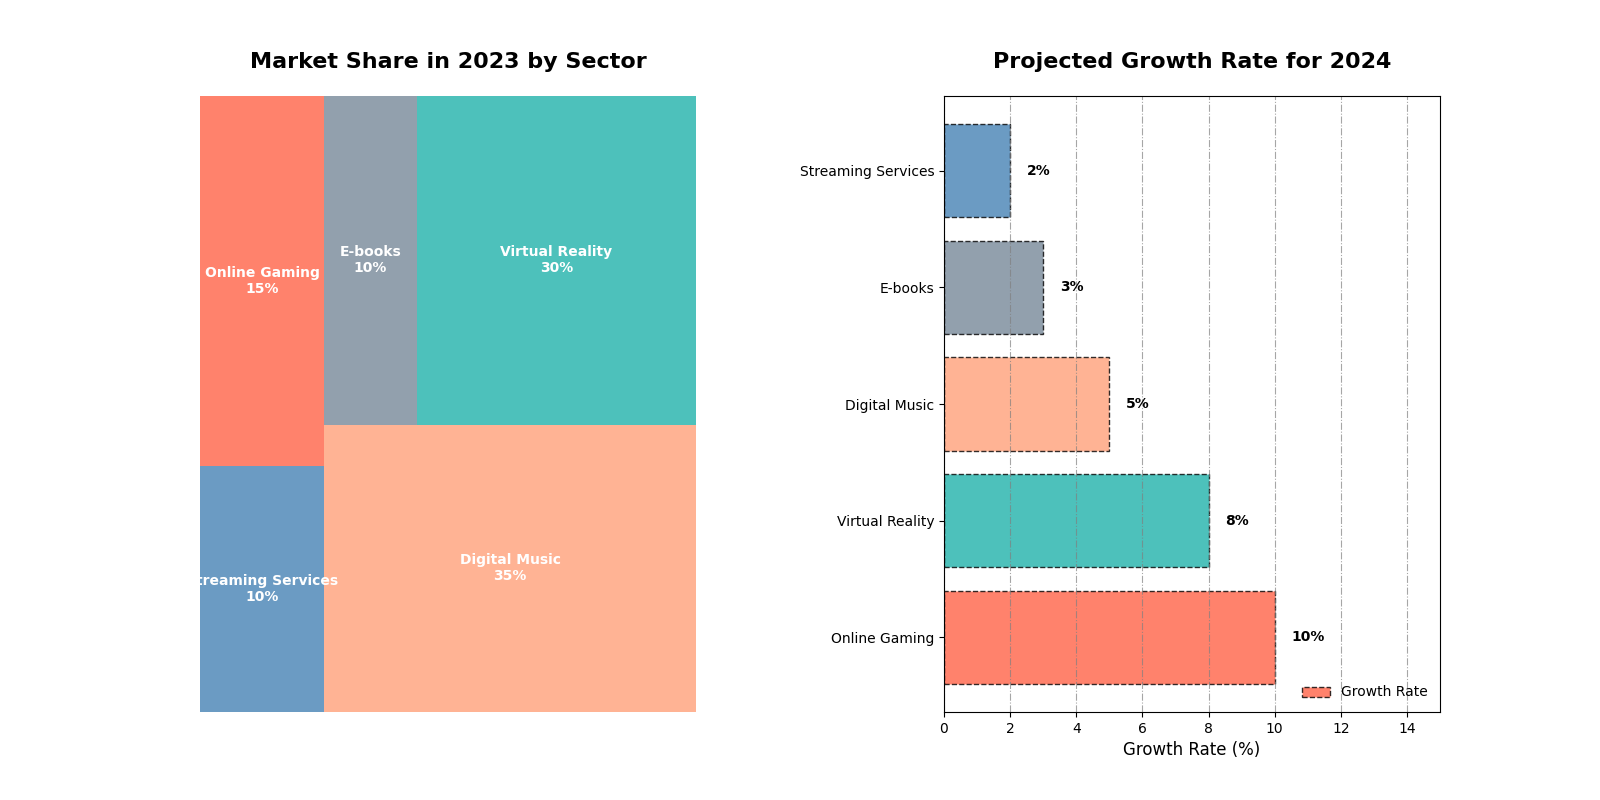 Market Share in 2023 by Sector
Online Gaming
15%
E-books
10%
Virtual Reality
30%
treaming Services
10%
Digital Music
35%
Projected Growth Rate for 2024
Streaming Services
2%
E-books
3%
Digital Music
5%
Virtual Reality
8%
Online Gaming
10%
Growth Rate
0 2 4 6 8 10 12 14
Growth Rate (%)